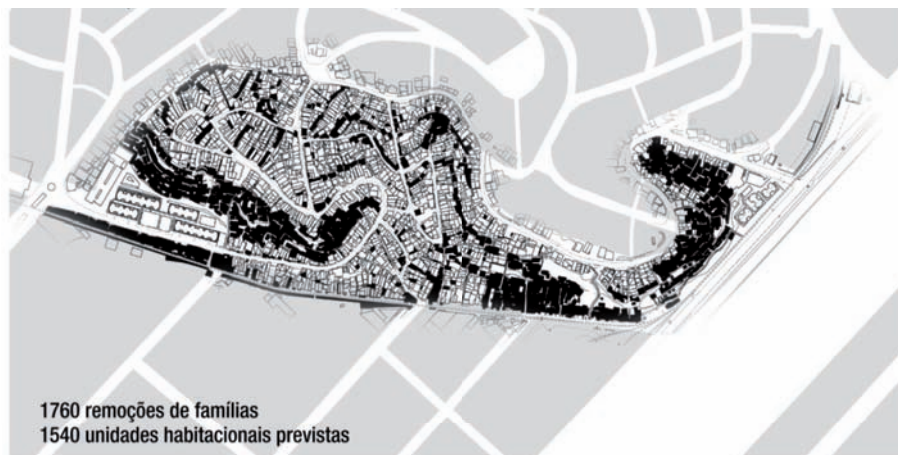 1760 remoções de famílias
1540 unidades habitacionais previstas